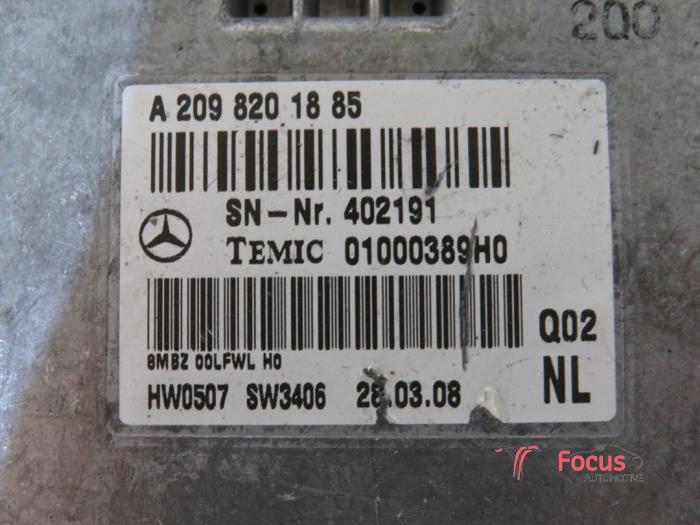 200
A 209 820 18 85
SN-Nr. 402191
TEMIC 01000389H0
8MBZ 00LFWL H0
Q02
HW0507 SW3406 28.03.08
NL
Focus
AUTOMOTIVE